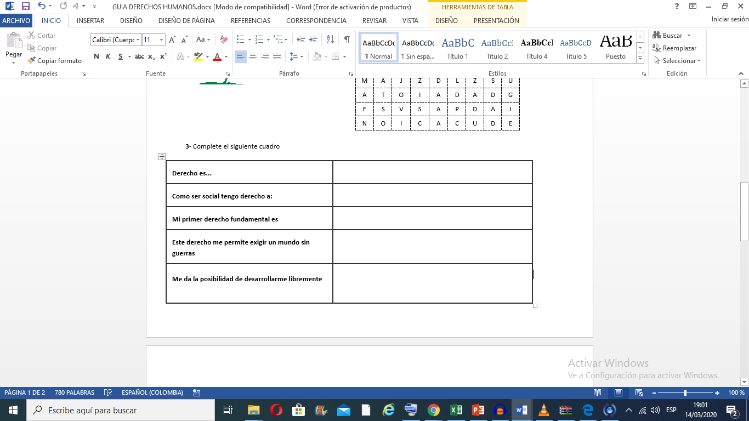 GUIA DERECHOS HUMANOS.docx [Modo de compatibilidad] - Word (Error de activación de productos)
HERRAMIENTAS DE TABLA
ARCHIVO INICIO INSERTAR DISEÑO DISEÑO DE PÁGINA REFERENCIAS CORRESPONDENCIA REVISAR VISTA DISEÑO PRESENTACIÓN Iniciar sesión
Pegar
Cortar
Copiar
Copiar formato
Portapapeles
Calibri (Cuerpo 11
N K S abc x₂ x²
Fuente
Párrafo
AaBbCcDc AaBbCcDc AaBbC AaBbCc AaBbCcl AaBbCcD AaB
1 Normal 1 Sin espa... Título 1 Título 2 Título 4 Título 5 Puesto
Estilos
Buscar
Reemplazar
Seleccionar
Edición
M A J Z D L Z S U
A T O I A D A D G
F S V S A P D A I
N O I C A C U D E
3- Complete el siguiente cuadro
Derecho es...
Como ser social tengo derecho a:
Mi primer derecho fundamental es
Este derecho me permite exigir un mundo sin
guerras
Me da la posibilidad de desarrollarme libremente
Activar Windows
Ve a Configuración para activar Windows.
PÁGINA 1 DE 2 780 PALABRAS ESPAÑOL (COLOMBIA) 100 %
Escribe aquí para buscar
ESP
19:01
14/05/2020